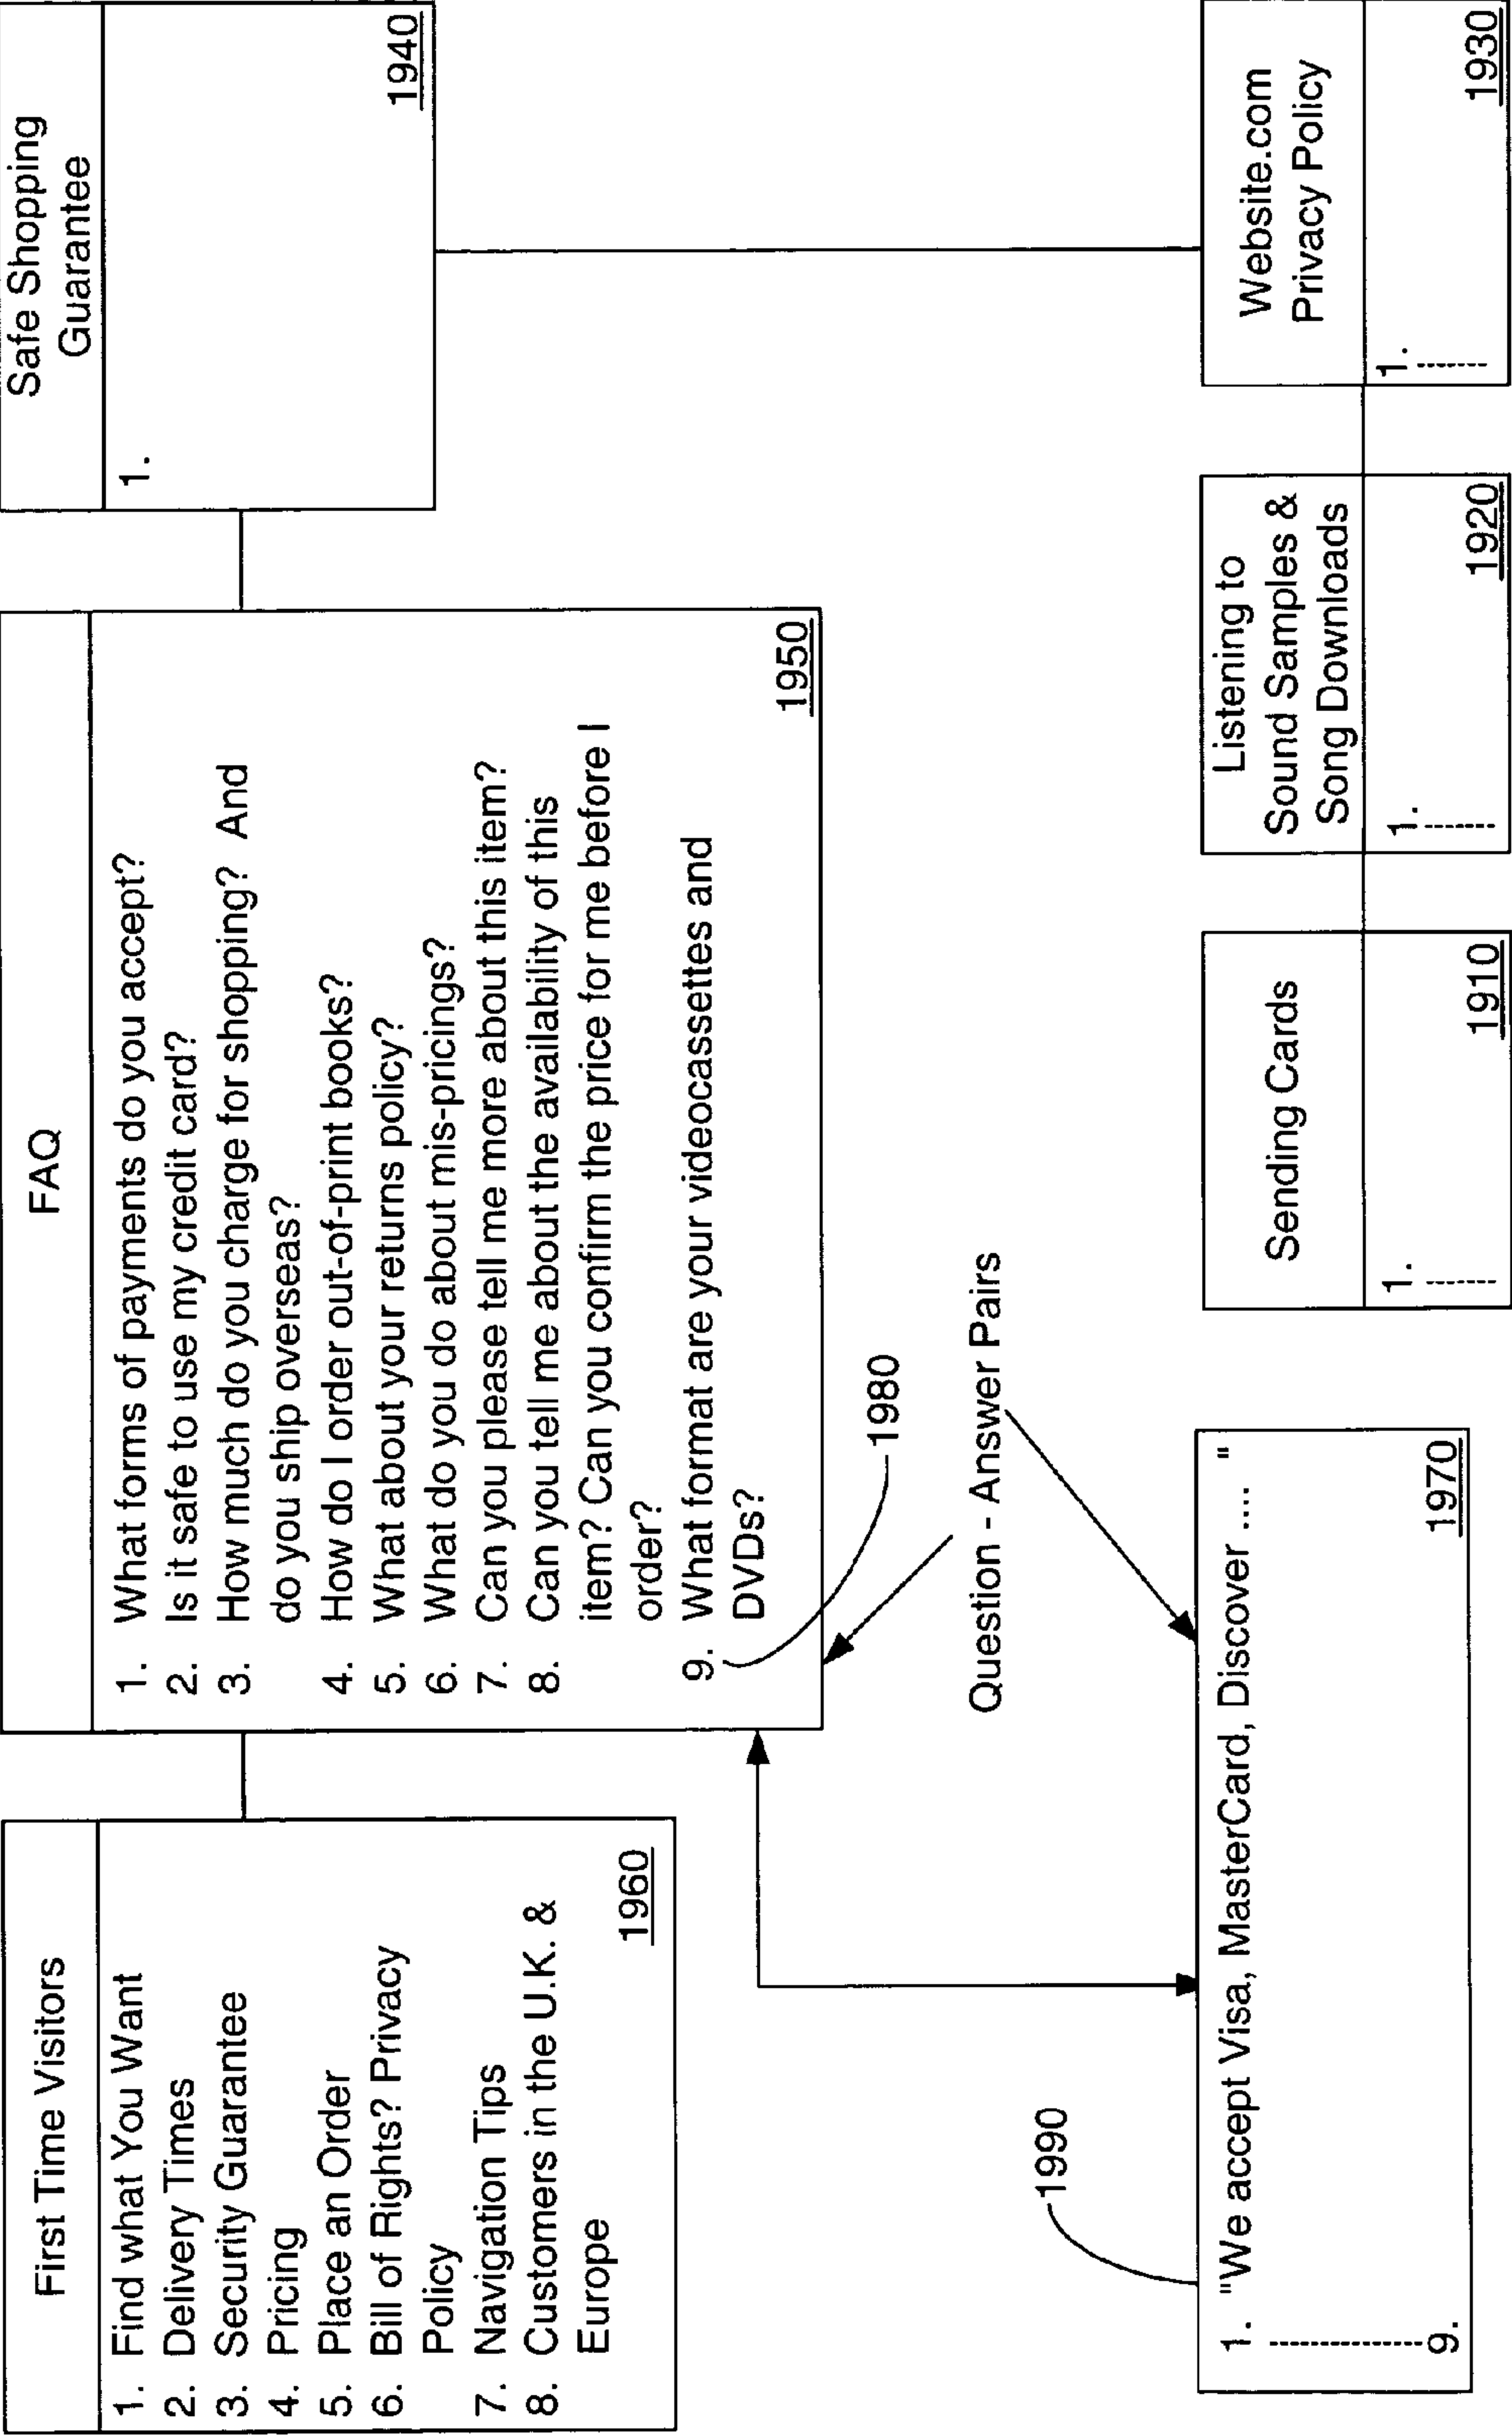 First Time Visitors
1. Find what You Want
2. Delivery Times
3. Security Guarantee
4. Pricing
5. Place an Order
6. Bill of Rights? Privacy
Policy
7. Navigation Tips
8. Customers in the U.K. &
Europe
1960
FAQ
1. What forms of payments do you accept?
2. Is it safe to use my credit card?
3. How much do you charge for shopping? And
do you ship overseas?
4. How do I order out-of-print books?
5. What about your returns policy?
6. What do you do about mis-pricings?
7. Can you please tell me more about this item?
8. Can you tell me about the availability of this
item? Can you confirm the price for me before I
order?
9. What format are your videocassettes and
DVDs?
1950
Safe Shopping
Guarantee
1.
1940
1980
Question - Answer Pairs
1990
1. "We accept Visa, MasterCard, Discover .... "
9.
1970
Sending Cards
1.
1910
Listening to
Sound Samples &
Song Downloads
1.
1920
Website.com
Privacy Policy
1.
1930